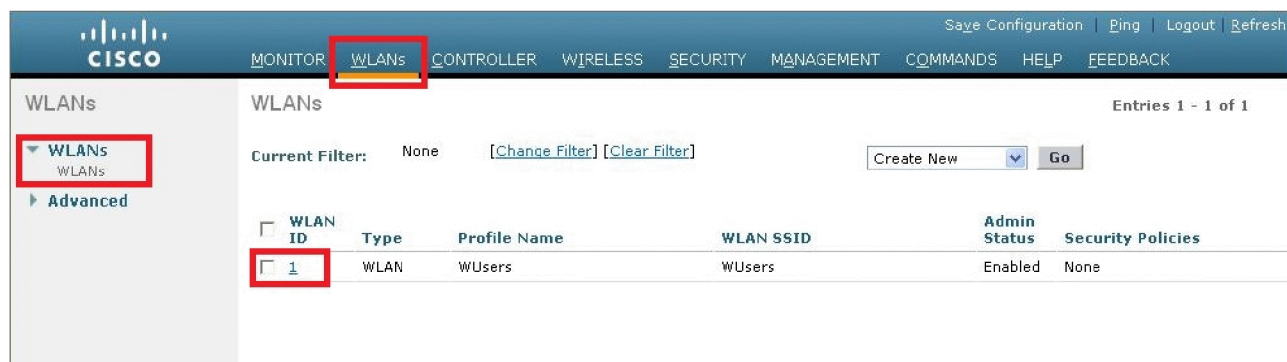 Save Configuration | Ping | Logout | Refresh
CISCO
MONITOR WLANs CONTROLLER WIRELESS SECURITY MANAGEMENT COMMANDS HELP FEEDBACK
WLANs
WLANs
WLANs
Advanced
WLANs
Entries 1 - 1 of 1
Current Filter: None [Change Filter] [Clear Filter]
Create New Go
WLAN ID Type Profile Name WLAN SSID Admin Status Security Policies
1 WLAN WUsers WUsers Enabled None